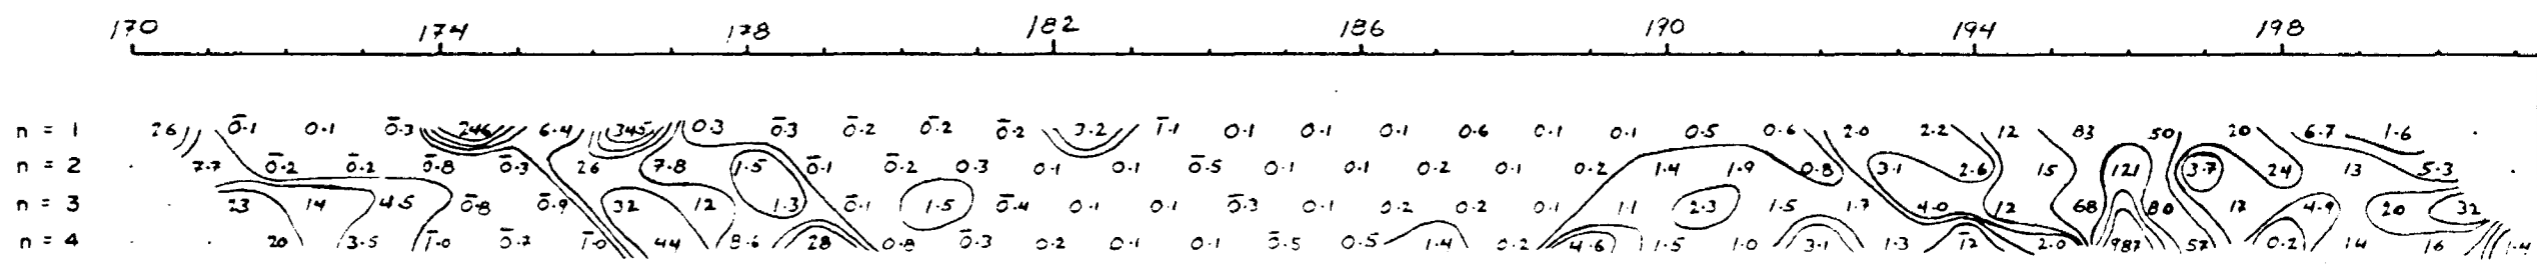 170 174 178 182 186 190 194 198
n = 1 26 0̄.1 0.1 0̄.3 246 6.4 345 0.3 0̄.3 0̄.2 0̄.2 0̄.2 3.2 1̄.1 0.1 0.1 0.1 0.6 0.1 0.1 0.5 0.6 2.0 2.2 12 83 50 20 6.7 1.6
n = 2 7.7 0̄.2 0̄.2 0̄.8 0̄.3 26 7.8 1.5 0̄.1 0̄.2 0.3 0.1 0.1 0̄.5 0.1 0.1 0.2 0.1 0.2 1.4 1.9 0.8 3.1 2.6 15 121 3.7 24 13 5.3
n = 3 23 14 4.5 0̄.8 0̄.9 32 12 1.3 0̄.1 1.5 0̄.4 0.1 0.1 0̄.3 0.1 0.2 0.2 0.1 1.1 2.3 1.5 1.7 4.0 12 68 80 17 4.9 20 32
n = 4 20 3.5 1̄.0 0̄.2 1̄.0 44 8.6 28 0.8 0̄.3 0.2 0.1 0.1 0̄.5 0.5 1.4 0.2 4.6 1.5 1.0 3.1 1.3 12 2.0 987 57 0.2 14 16 1.4